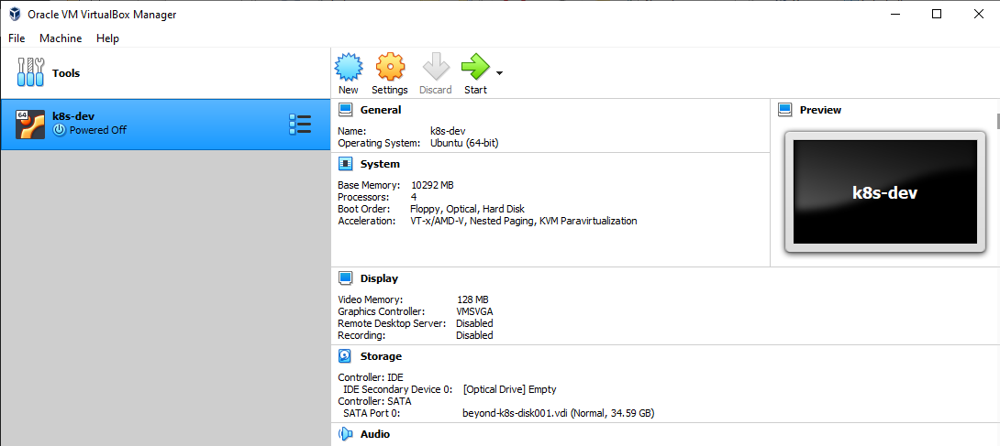 Oracle VM VirtualBox Manager
File Machine Help
Tools
New Settings Discard Start
64
k8s-dev
Powered Off
General
Name: k8s-dev
Operating System: Ubuntu (64-bit)
System
Base Memory: 10292 MB
Processors: 4
Boot Order: Floppy, Optical, Hard Disk
Acceleration: VT-x/AMD-V, Nested Paging, KVM Paravirtualization
Preview
k8s-dev
Display
Video Memory: 128 MB
Graphics Controller: VMSVGA
Remote Desktop Server: Disabled
Recording: Disabled
Storage
Controller: IDE
IDE Secondary Device 0: [Optical Drive] Empty
Controller: SATA
SATA Port 0: beyond-k8s-disk001.vdi (Normal, 34.59 GB)
Audio